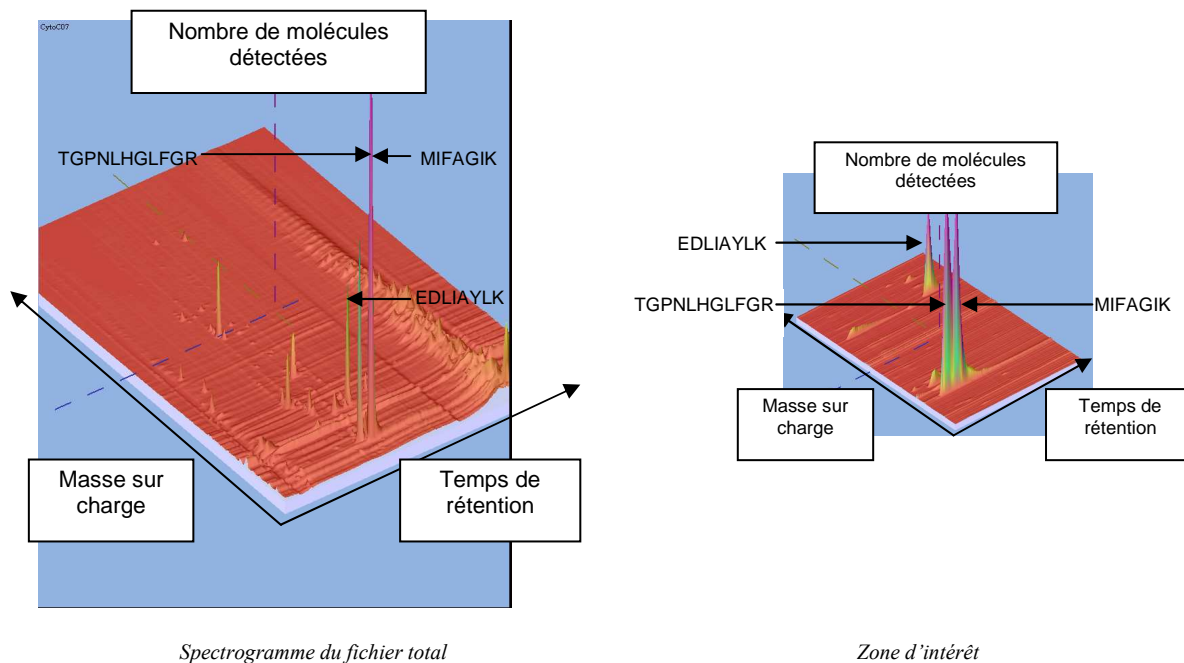 CytoC07
Nombre de molécules
détectées
TGPNLHGLFGR
MIFAGIK
EDLIAYLK
Masse sur
charge
Temps de
rétention
Spectrogramme du fichier total
Nombre de molécules
détectées
EDLIAYLK
TGPNLHGLFGR
MIFAGIK
Masse sur
charge
Temps de
rétention
Zone d'intérêt